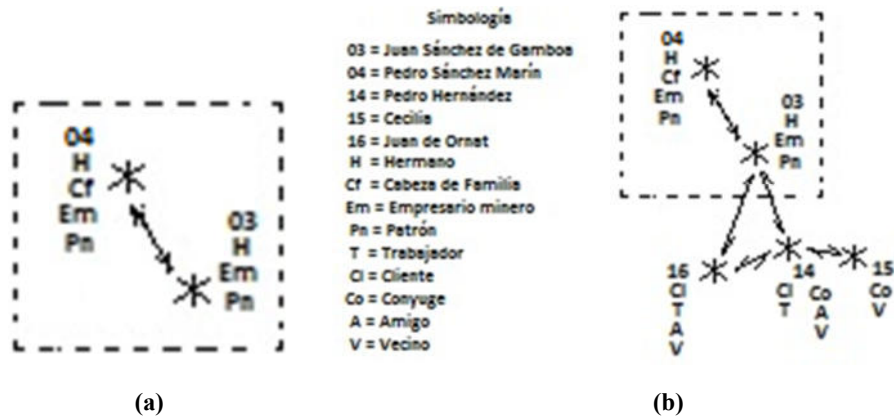 04
H
Cf
Em
Pn
03
H
Em
Pn
(a)
Simbología
03 = Juan Sánchez de Gamboa
04 = Pedro Sánchez Marín
14 = Pedro Hernández
15 = Cecilia
16 = Juan de Ornat
H = Hermano
Cf = Cabeza de Familia
Em = Empresario minero
Pn = Patrón
T = Trabajador
Cl = Cliente
Co = Conyuge
A = Amigo
V = Vecino
04
H
Cf
Em
Pn
03
H
Em
Pn
16
Cl
T
A
V
14
Cl
T
Co
A
V
15
Co
V
(b)